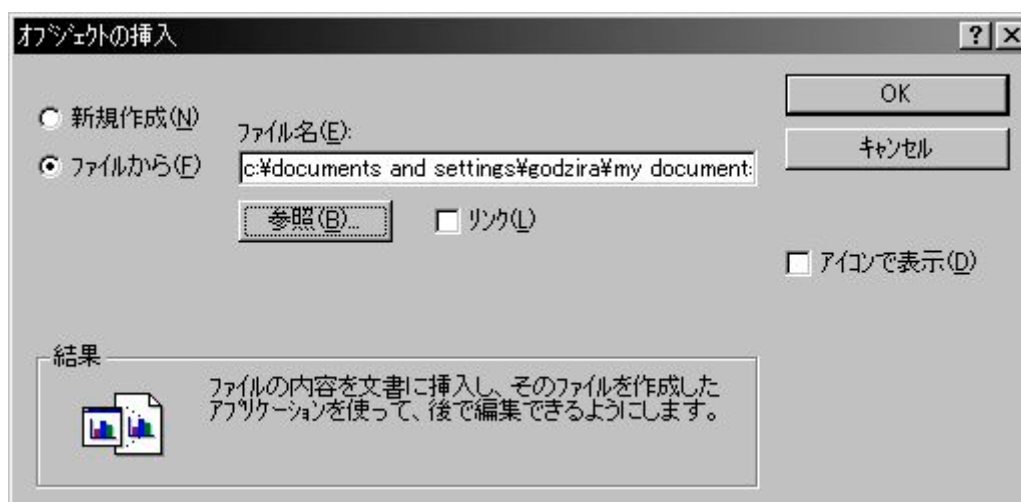 オブジェクトの挿入
新規作成(N)
ファイルから(F)
ファイル名(E):
c:¥documents and settings¥godzira¥my document
参照(B)...
リンク(L)
OK
キャンセル
アイコンで表示(D)
結果
ファイルの内容を文書に挿入し、そのファイルを作成した
アプリケーションを使って、後で編集できるようにします。